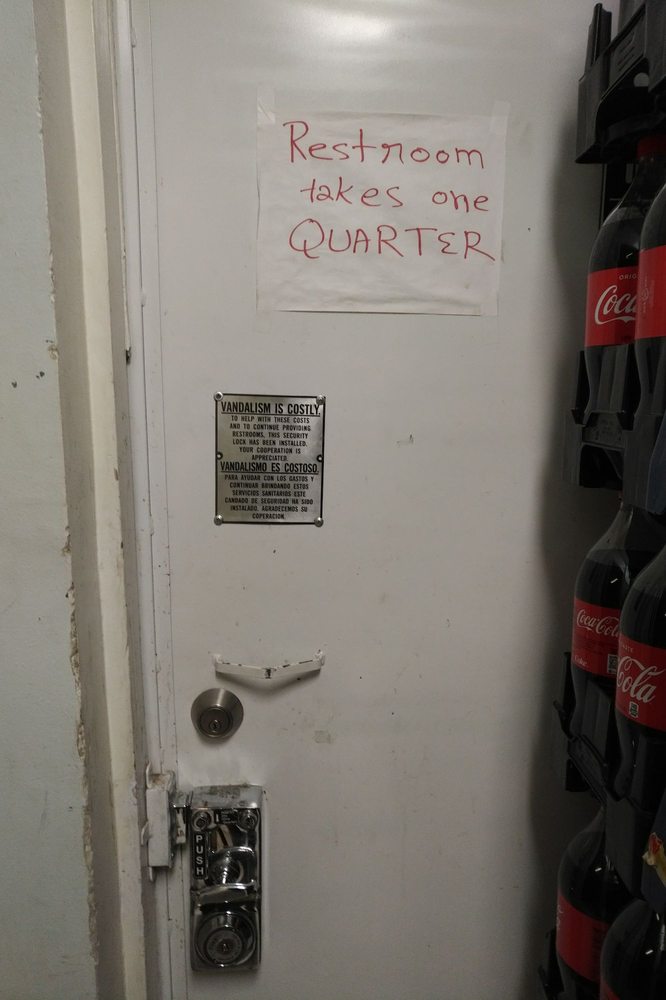 Restroom
takes one
QUARTER
VANDALISM IS COSTLY.
TO HELP WITH THESE COSTS
AND TO CONTINUE PROVIDING
RESTROOMS, THIS SECURITY
LOCK HAS BEEN INSTALLED.
YOUR COOPERATION IS
APPRECIATED.
VANDALISMO ES COSTOSO.
PARA AYUDAR CON LOS GASTOS Y
CONTINUAR BRINDANDO ESTOS
SERVICIOS SANITARIOS ESTE
CANDADO DE SEGURIDAD HA SIDO
INSTALADO. AGRADECEMOS SU
COPERACION.
PUSH
Coca
Coca-Cola
Cola